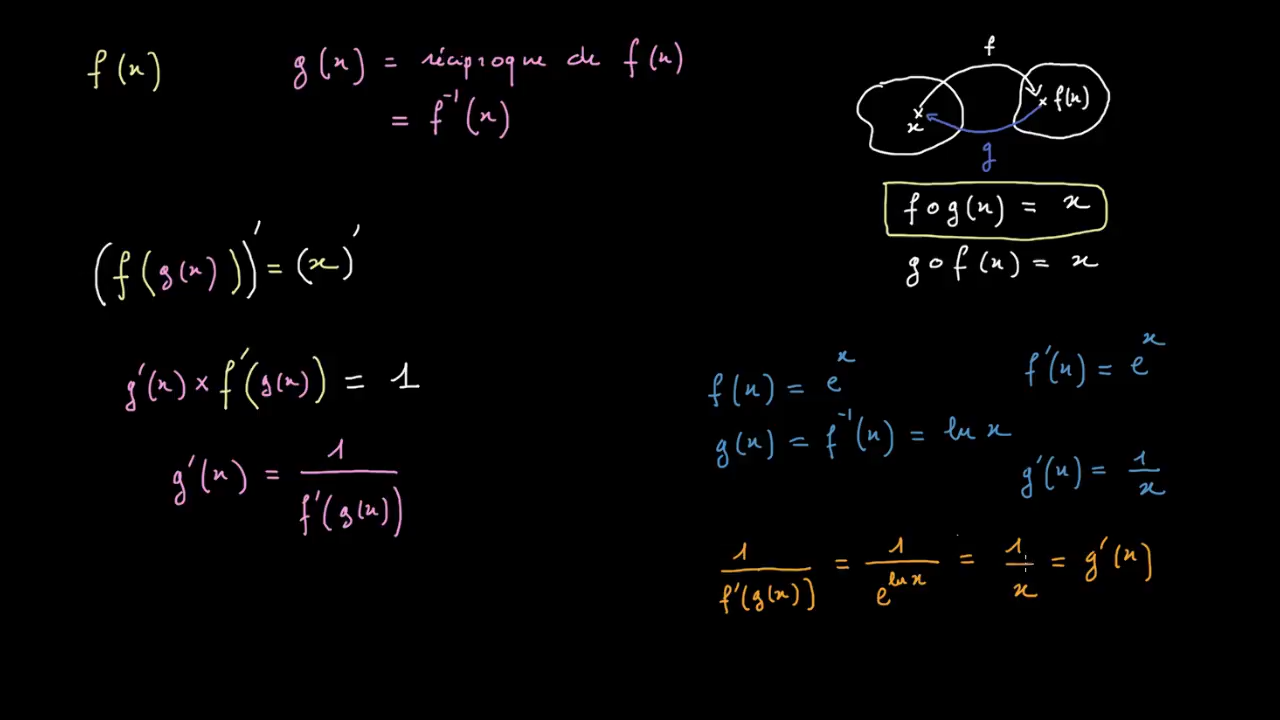 f(x)
g(x) = réciproque de f(x)
= f⁻¹(x)
f
x
f(x)
g
f∘g(x) = x
g∘f(x) = x
(f(g(x)))' = (x)'
g'(x) × f'(g(x)) = 1
g'(x) = 1/f'(g(x))
f(x) = eˣ
f'(x) = eˣ
g(x) = f⁻¹(x) = ln x
g'(x) = 1/x
1/f'(g(x)) = 1/e^(ln x) = 1/x = g'(x)